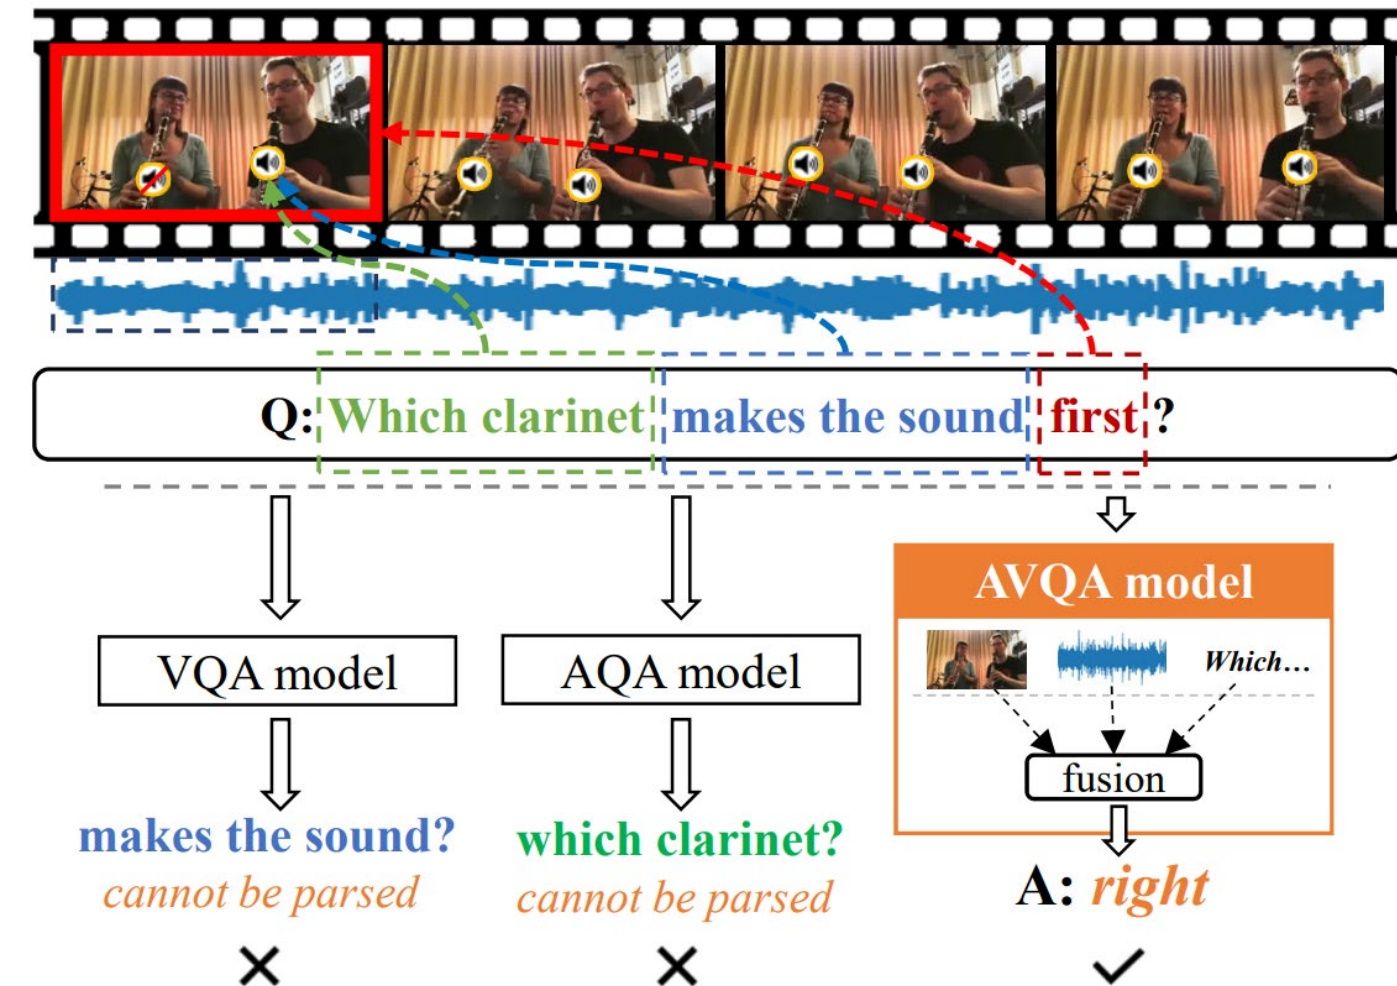 Q: Which clarinet makes the sound first ?
AVQA model
VQA model
AQA model
Which...
fusion
makes the sound?
cannot be parsed
which clarinet?
cannot be parsed
A: right